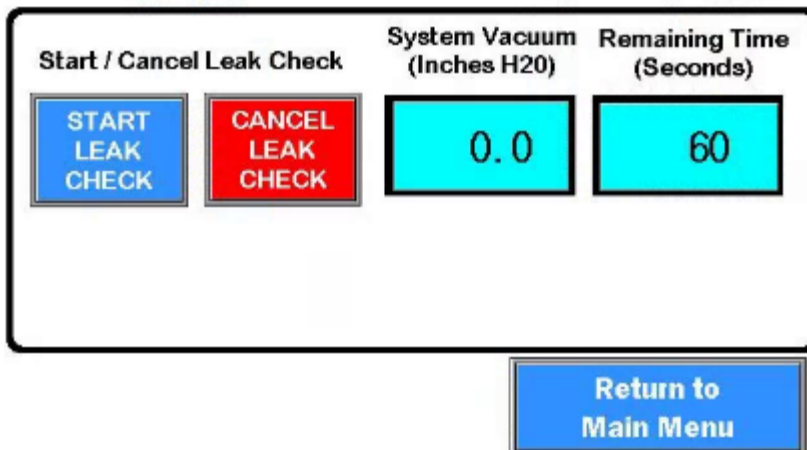 Start / Cancel Leak Check
System Vacuum
(Inches H20)
Remaining Time
(Seconds)
START
LEAK
CHECK
CANCEL
LEAK
CHECK
0.0
60
Return to
Main Menu